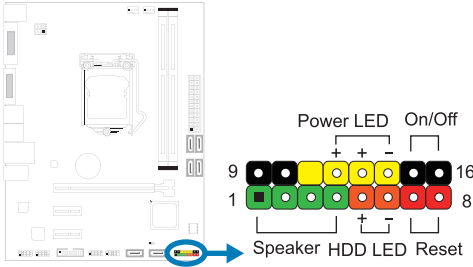 Power LED On/Off
+ + -
9 16
1 8
+ -
Speaker HDD LED Reset